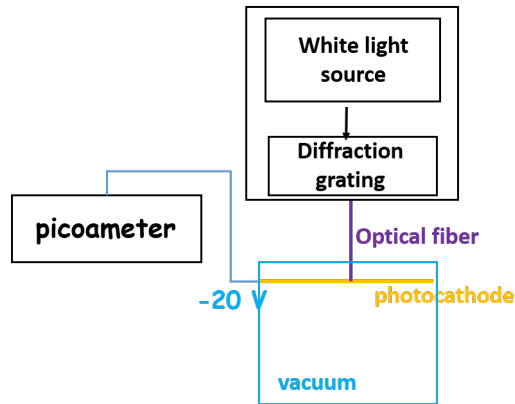 White light
source
Diffraction
grating
picoameter
Optical fiber
-20 V
photocathode
vacuum